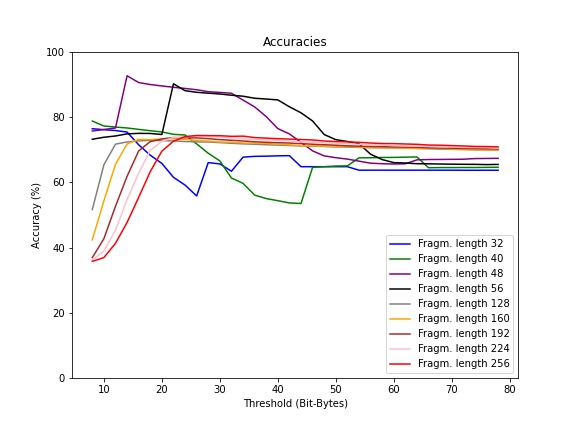 Accuracies
100
80
60
40
20
0
Accuracy (%)
10 20 30 40 50 60 70 80
Threshold (Bit-Bytes)
Fragm. length 32
Fragm. length 40
Fragm. length 48
Fragm. length 56
Fragm. length 128
Fragm. length 160
Fragm. length 192
Fragm. length 224
Fragm. length 256